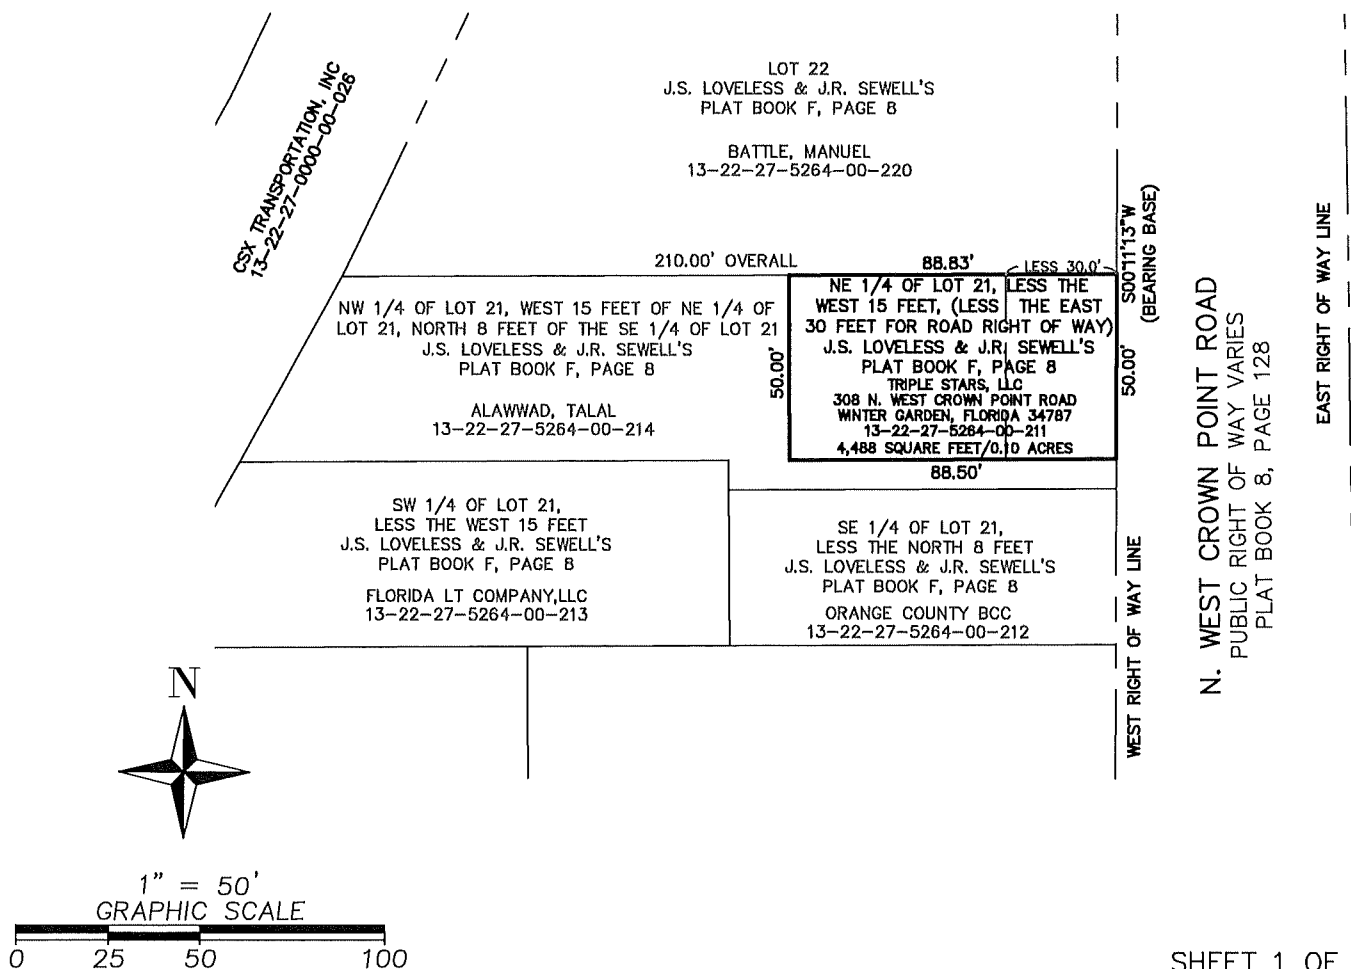 LOT 22
J.S. LOVELESS & J.R. SEWELL'S
PLAT BOOK F, PAGE 8
BATTLE, MANUEL
13-22-27-5264-00-220
CSX TRANSPORTATION, INC
13-22-27-0000-00-026
210.00' OVERALL
88.83'
LESS 30.0'
S00°11'13"W
(BEARING BASE)
NW 1/4 OF LOT 21, WEST 15 FEET OF NE 1/4 OF
LOT 21, NORTH 8 FEET OF THE SE 1/4 OF LOT 21
J.S. LOVELESS & J.R. SEWELL'S
PLAT BOOK F, PAGE 8
ALAWWAD, TALAL
13-22-27-5264-00-214
50.00'
NE 1/4 OF LOT 21, LESS THE
WEST 15 FEET, (LESS THE EAST
30 FEET FOR ROAD RIGHT OF WAY)
J.S. LOVELESS & J.R. SEWELL'S
PLAT BOOK F, PAGE 8
TRIPLE STARS, LLC
308 N. WEST CROWN POINT ROAD
WINTER GARDEN, FLORIDA 34787
13-22-27-5264-00-211
4,488 SQUARE FEET/0.10 ACRES
50.00'
88.50'
SW 1/4 OF LOT 21,
LESS THE WEST 15 FEET
J.S. LOVELESS & J.R. SEWELL'S
PLAT BOOK F, PAGE 8
FLORIDA LT COMPANY,LLC
13-22-27-5264-00-213
SE 1/4 OF LOT 21,
LESS THE NORTH 8 FEET
J.S. LOVELESS & J.R. SEWELL'S
PLAT BOOK F, PAGE 8
ORANGE COUNTY BCC
13-22-27-5264-00-212
WEST RIGHT OF WAY LINE
N. WEST CROWN POINT ROAD
PUBLIC RIGHT OF WAY VARIES
PLAT BOOK 8, PAGE 128
EAST RIGHT OF WAY LINE
N
1" = 50'
GRAPHIC SCALE
0 25 50 100
SHEET 1 OF